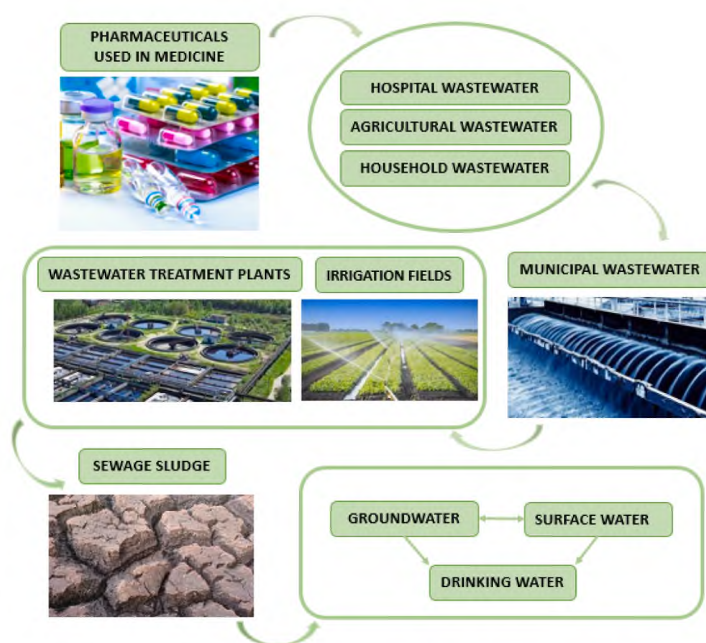 PHARMACEUTICALS
USED IN MEDICINE
HOSPITAL WASTEWATER
AGRICULTURAL WASTEWATER
HOUSEHOLD WASTEWATER
WASTEWATER TREATMENT PLANTS
IRRIGATION FIELDS
MUNICIPAL WASTEWATER
SEWAGE SLUDGE
GROUNDWATER
SURFACE WATER
DRINKING WATER